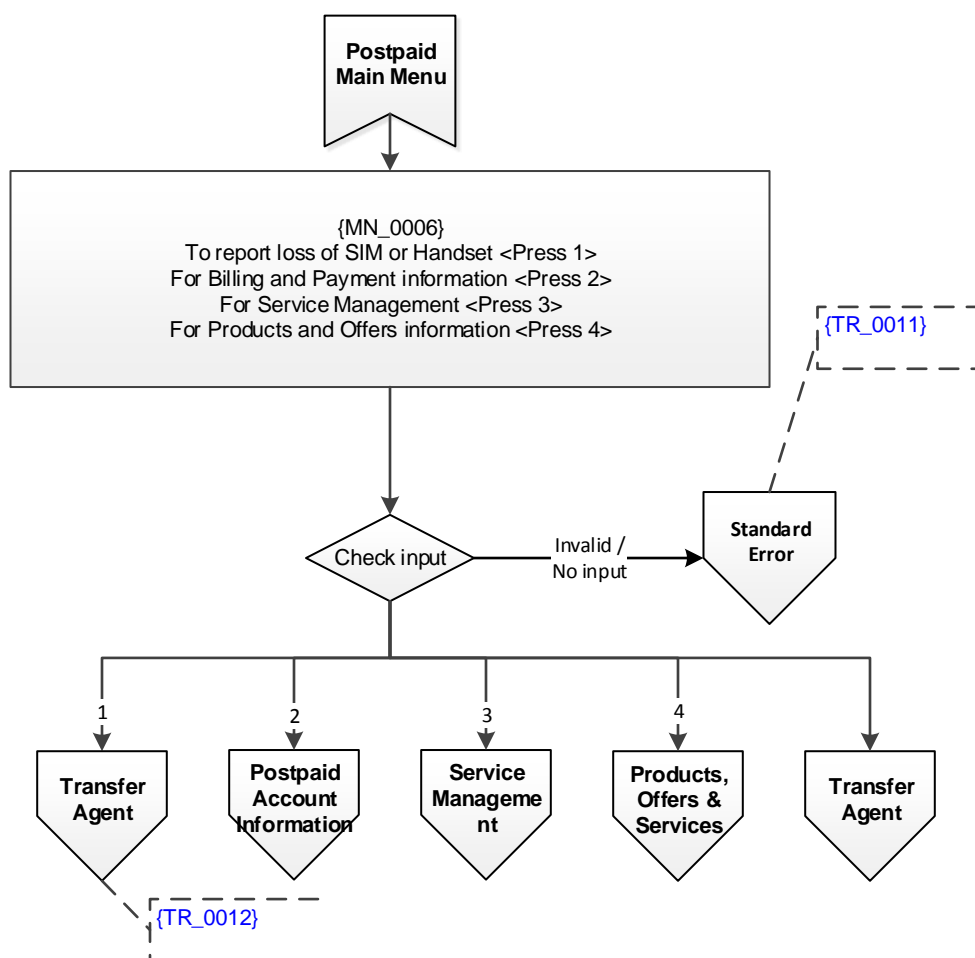 Postpaid
Main Menu
{MN_0006}
To report loss of SIM or Handset <Press 1>
For Billing and Payment information <Press 2>
For Service Management <Press 3>
For Products and Offers information <Press 4>
{TR_0011}
Check input
Invalid /
No input
Standard
Error
1
2
3
4
Transfer
Agent
Postpaid
Account
Information
Service
Manageme
nt
Products,
Offers &
Services
Transfer
Agent
{TR_0012}